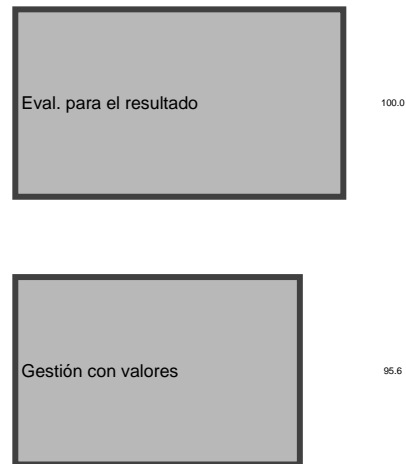 Eval. para el resultado 100.0
Gestión con valores 95.6